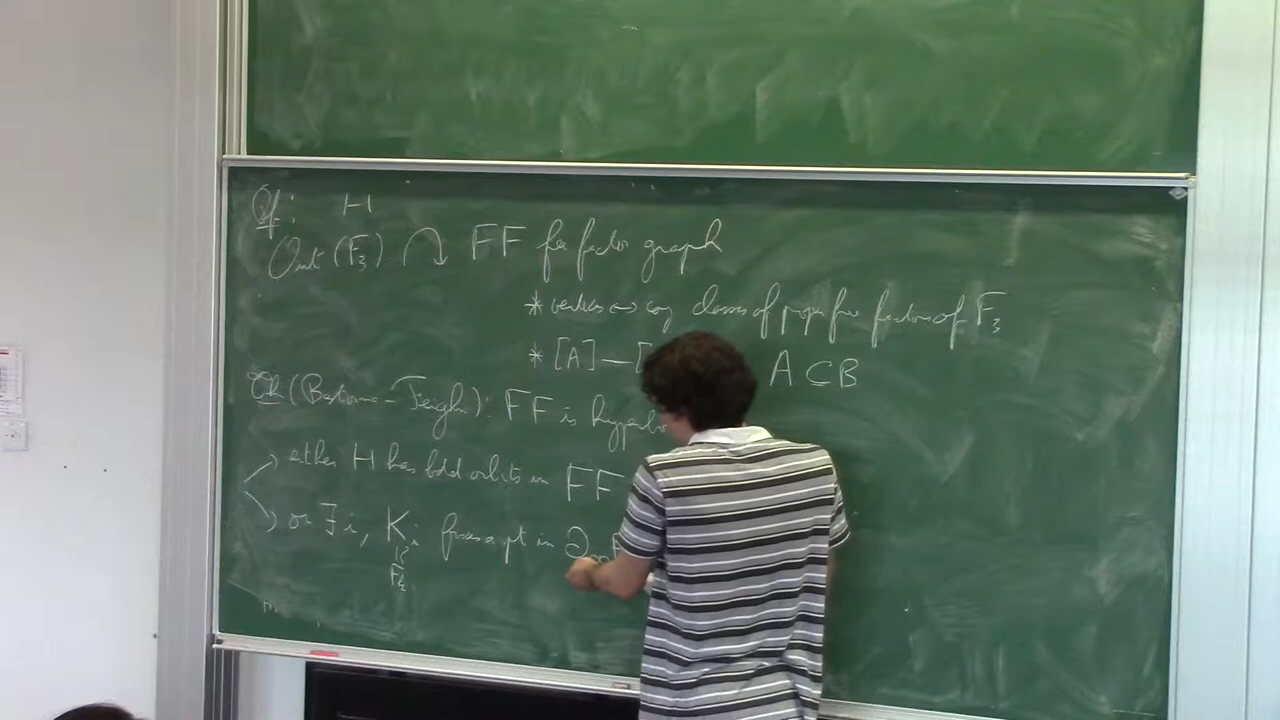 Pf: H
Out(F₃) ↷ FF free factor graph
* vertices ↔ conj classes of proper free factors of F₃
* [A] — [ A ⊂ B
Th (Bestvina - Feighn): FF is hyperbo
→ either H has bdd orbits in FF
→ or ∃ i, Kᵢ fixes a pt in ∂∞
F₂